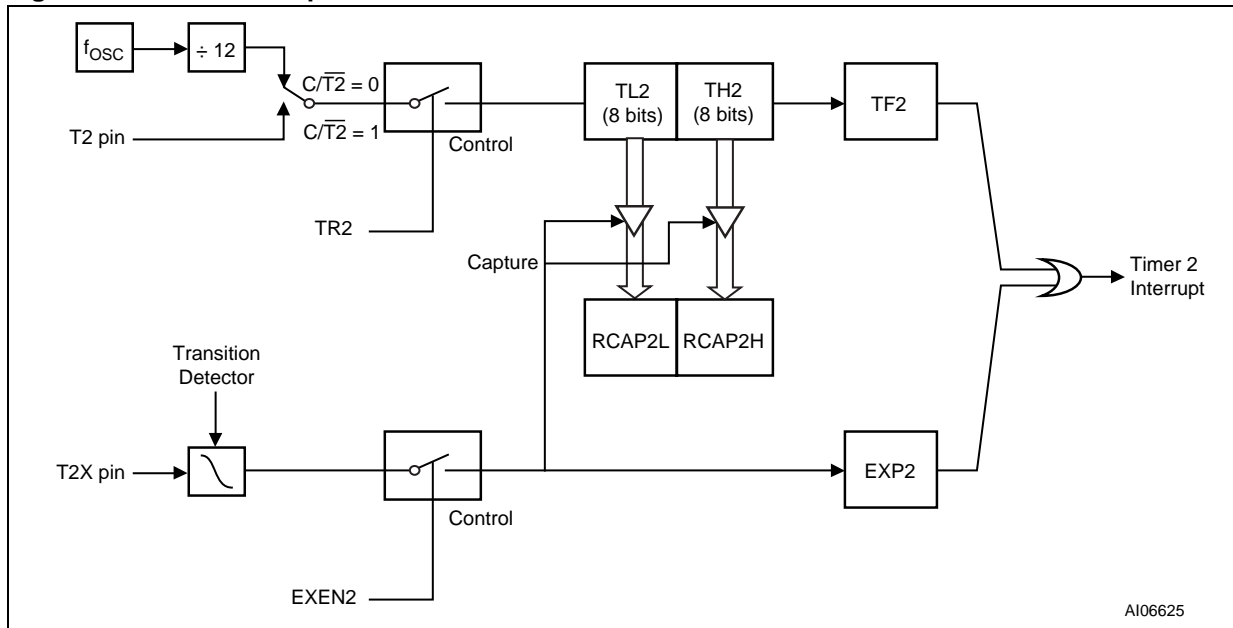 fOSC
÷ 12
C/T2 = 0
T2 pin
C/T2 = 1
Control
TR2
TL2
(8 bits)
TH2
(8 bits)
TF2
Capture
RCAP2L
RCAP2H
Timer 2
Interrupt
Transition
Detector
T2X pin
Control
EXEN2
EXP2
AI06625